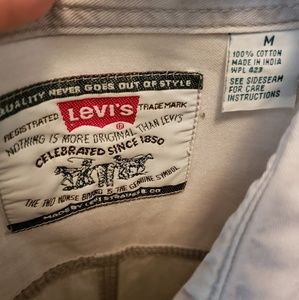 QUALITY NEVER GOES OUT OF STYLE
REGISTERED
Levi's
TRADE MARK
NOTHING IS MORE ORIGINAL THAN LEVI'S
CELEBRATED SINCE 1850
THE TWO HORSE BRAND IS THE GENUINE SYMBOL
MADE BY LEVI STRAUSS & CO
M
100% COTTON
MADE IN INDIA
WPL 423
SEE SIDESEAM
FOR CARE
INSTRUCTIONS